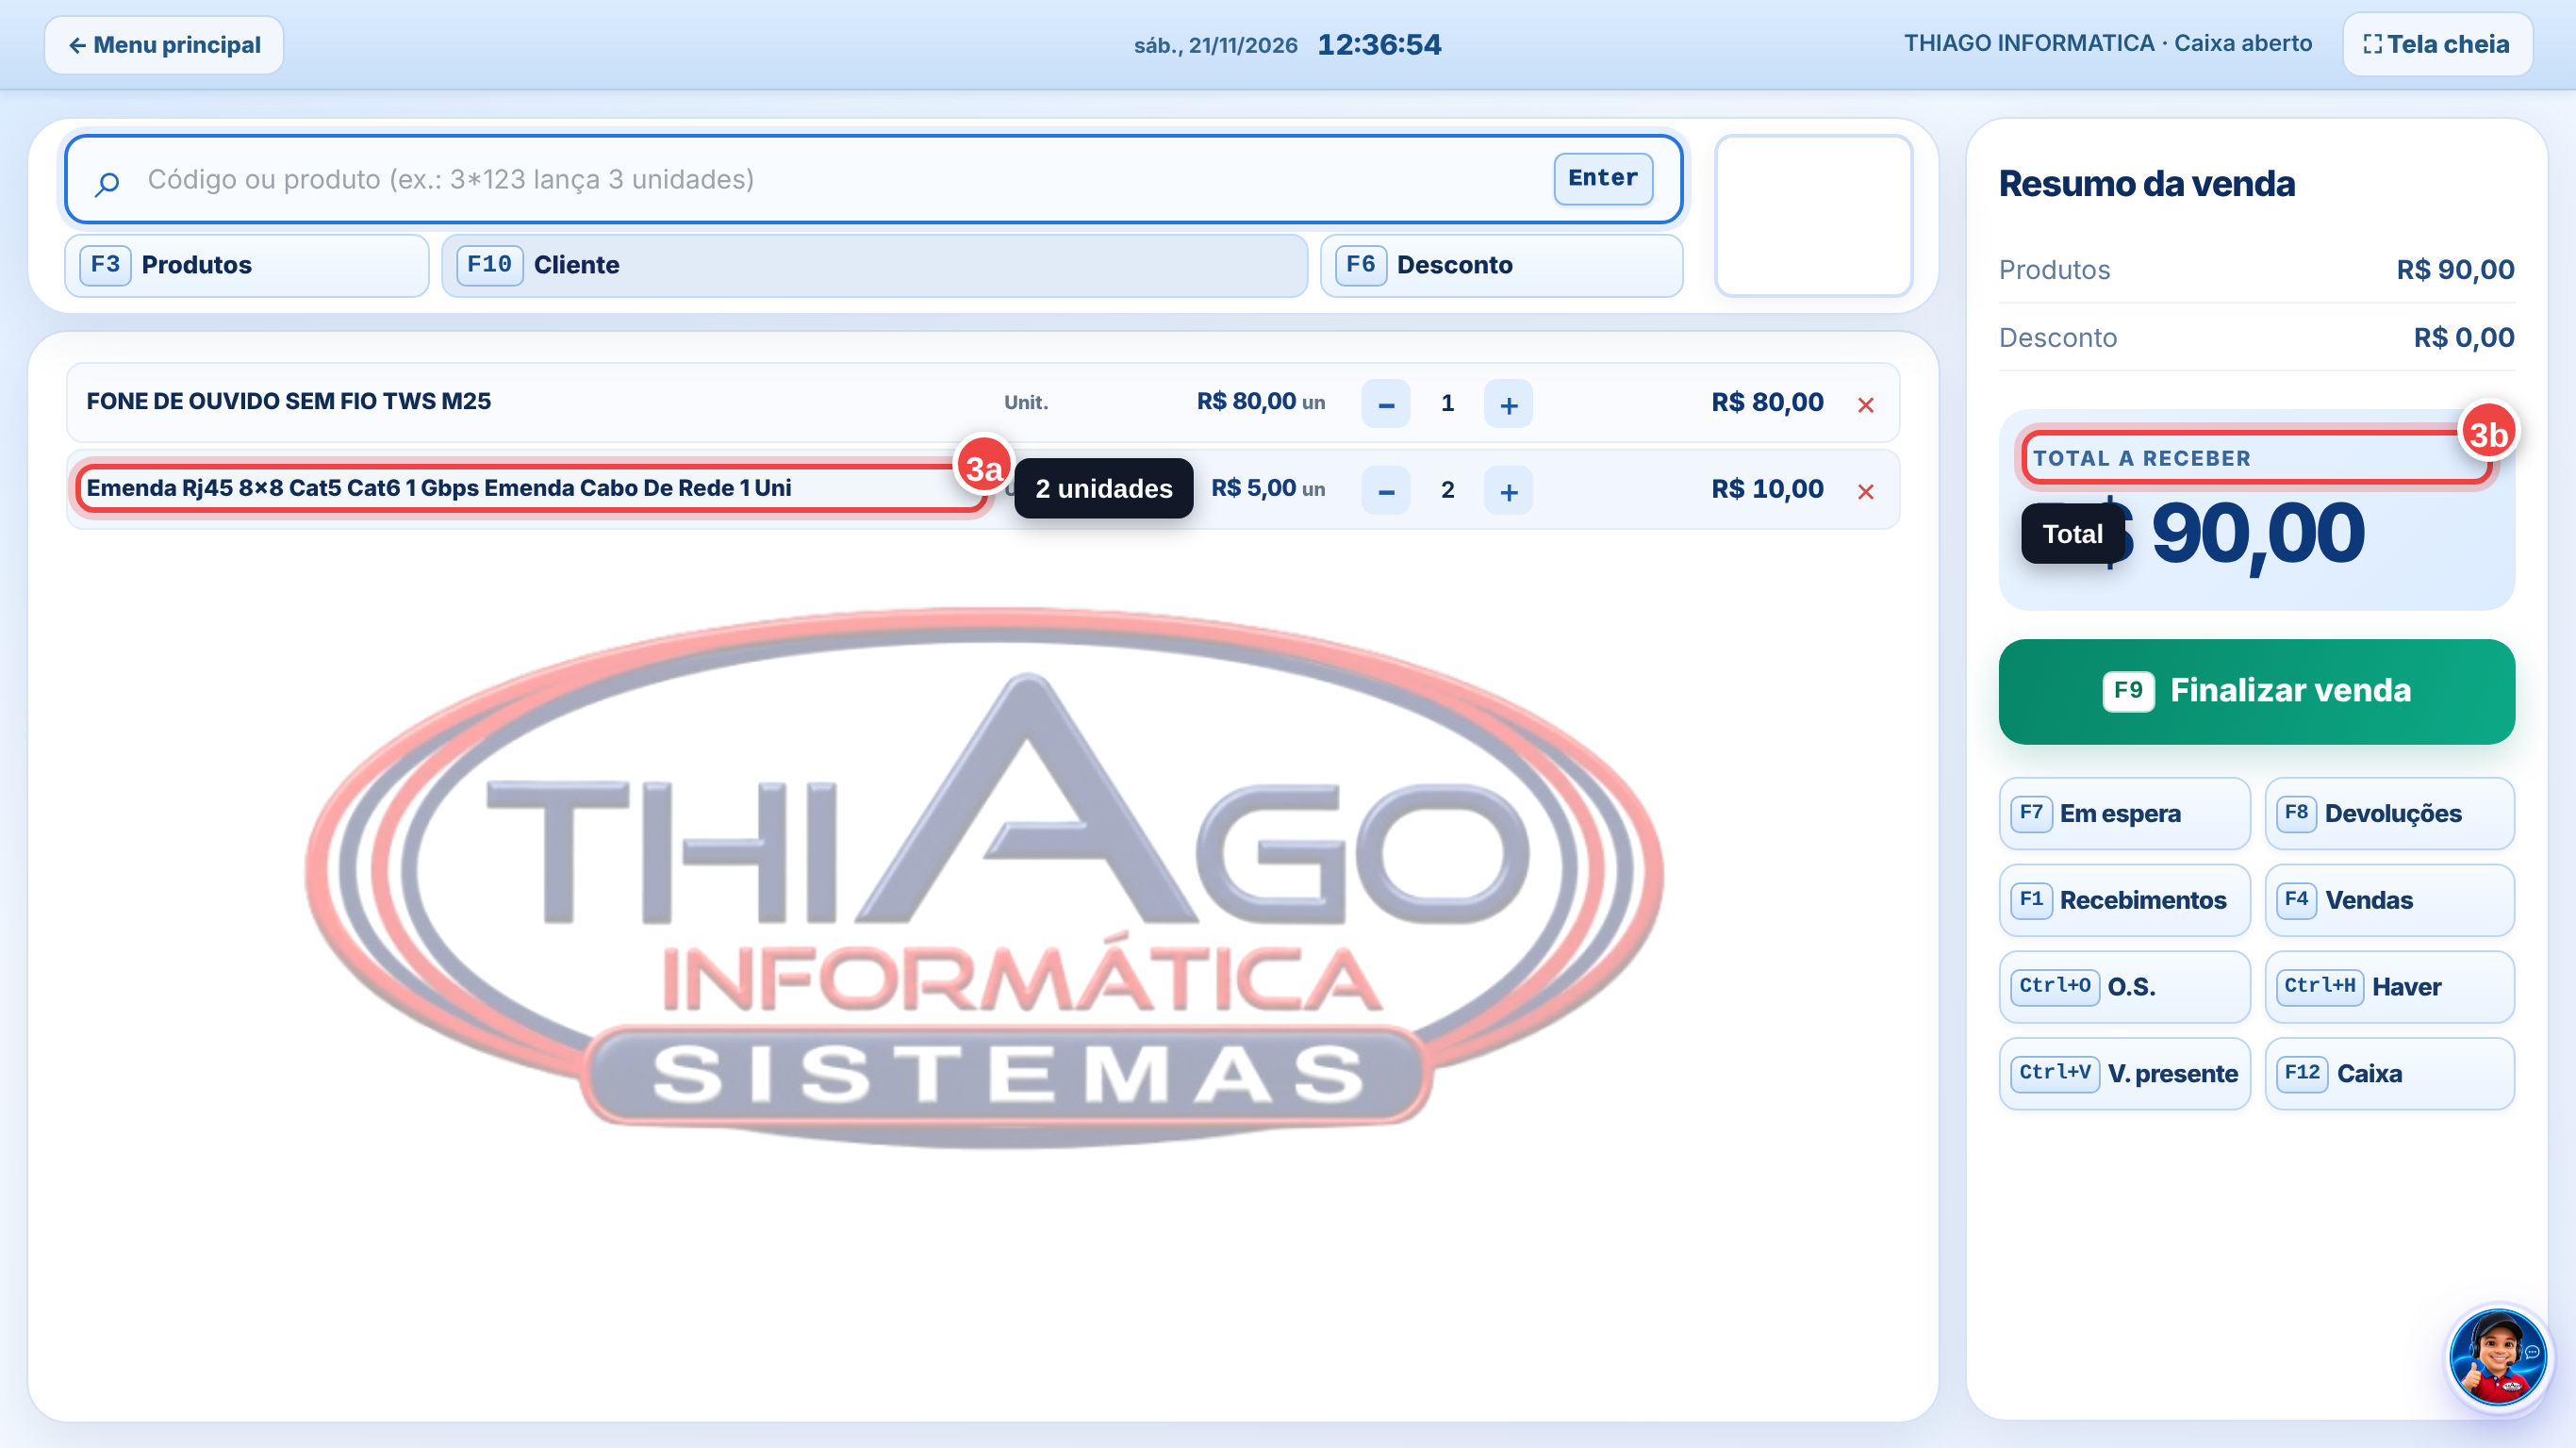 ← Menu principal
sáb., 21/11/2026 12:36:54
THIAGO INFORMATICA · Caixa aberto
Tela cheia
Código ou produto (ex.: 3*123 lança 3 unidades)
Enter
F3 Produtos
F10 Cliente
F6 Desconto
FONE DE OUVIDO SEM FIO TWS M25 Unit. R$ 80,00 un − 1 + R$ 80,00 ×
Emenda Rj45 8x8 Cat5 Cat6 1 Gbps Emenda Cabo De Rede 1 Uni 3a 2 unidades R$ 5,00 un − 2 + R$ 10,00 ×
THIAGO
INFORMÁTICA
SISTEMAS
Resumo da venda
Produtos R$ 90,00
Desconto R$ 0,00
3b
TOTAL A RECEBER
Total 90,00
F9 Finalizar venda
F7 Em espera
F8 Devoluções
F1 Recebimentos
F4 Vendas
Ctrl+O O.S.
Ctrl+H Haver
Ctrl+V V. presente
F12 Caixa